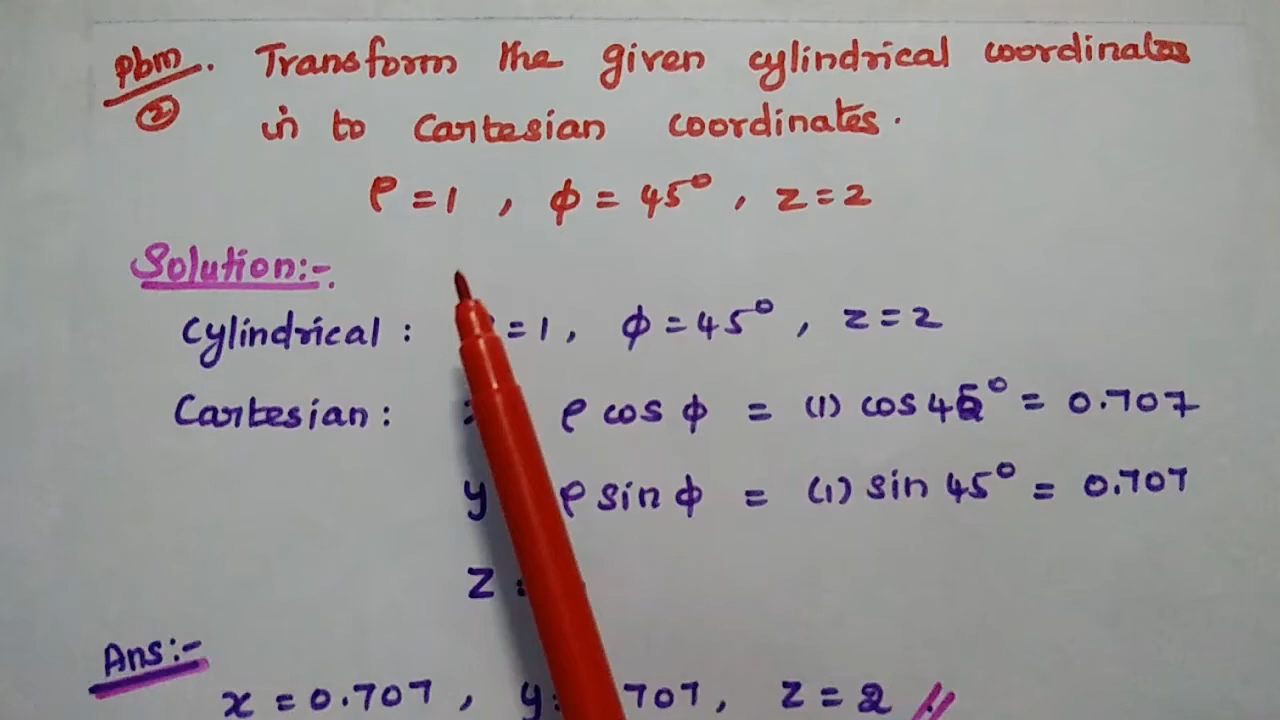 Pbm. Transform the given cylindrical coordinates
② in to Cartesian coordinates.
ρ = 1 , ϕ = 45° , z = 2
Solution:-
Cylindrical : = 1 , ϕ = 45° , z = 2
Cartesian : ρ cos ϕ = (1) cos 45° = 0.707
y ρ sin ϕ = (1) sin 45° = 0.707
z
Ans:-
x = 0.707 , y = 707 , z = 2 //